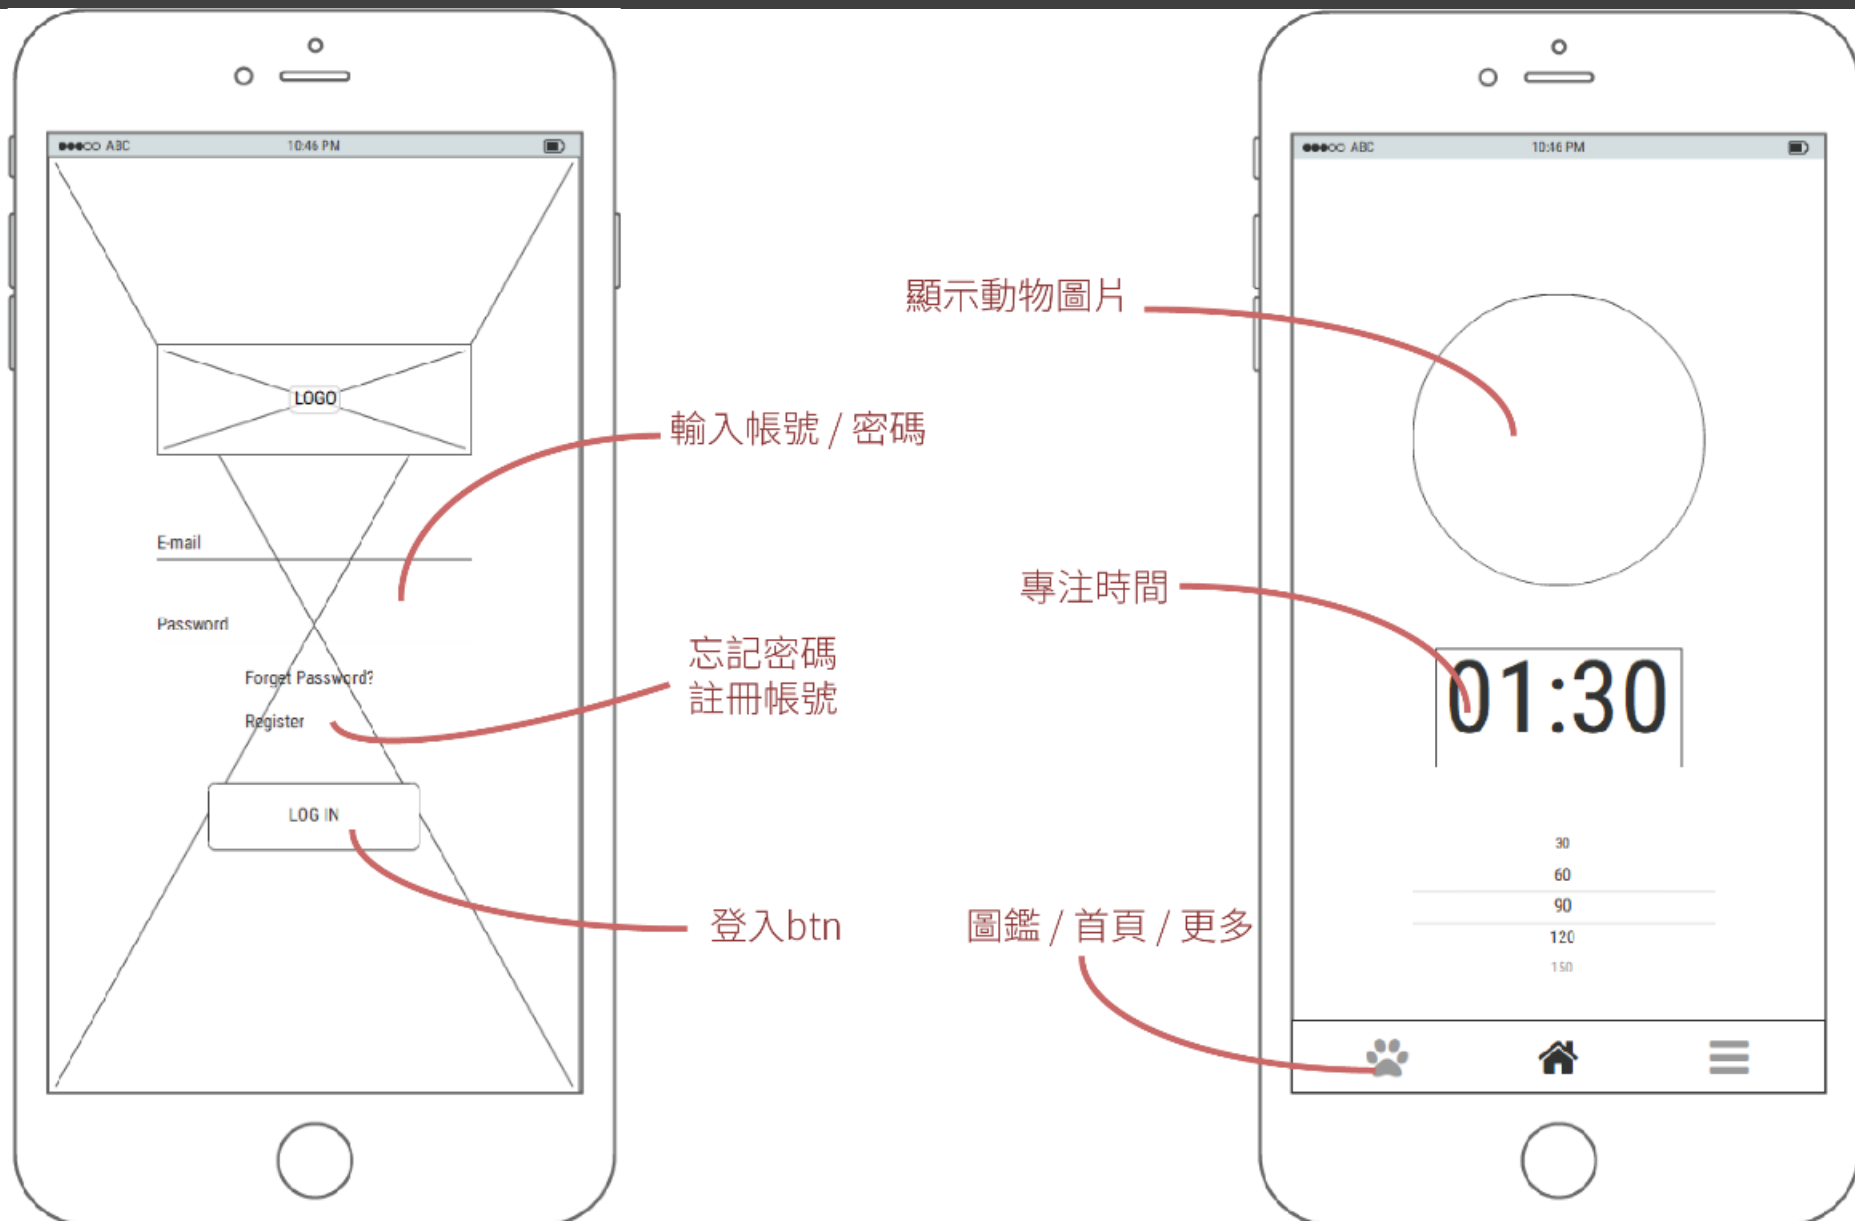 ABC 10:46 PM
LOGO
E-mail
Password
Forget Password?
Register
LOG IN
輸入帳號 / 密碼
忘記密碼
註冊帳號
登入btn
ABC 10:46 PM
顯示動物圖片
專注時間
01:30
30
60
90
120
150
圖鑑 / 首頁 / 更多